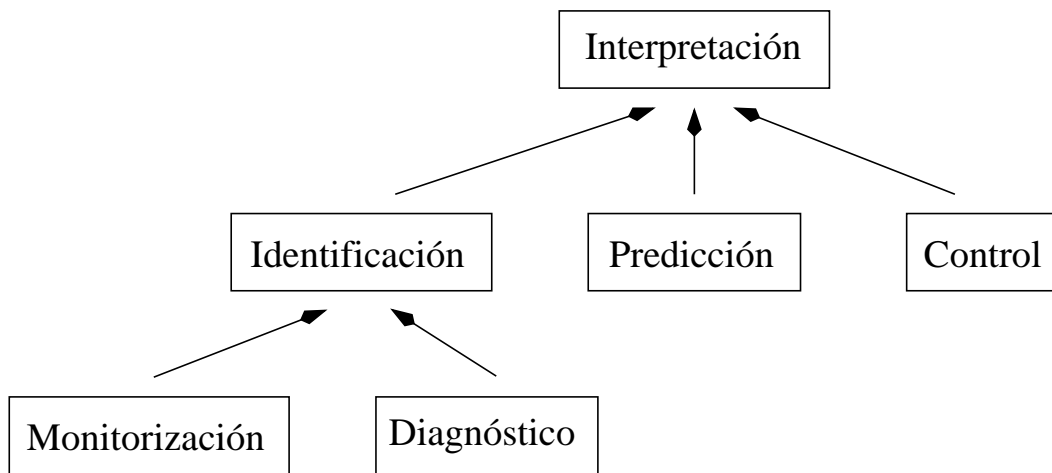 Interpretación
Identificación
Predicción
Control
Monitorización
Diagnóstico